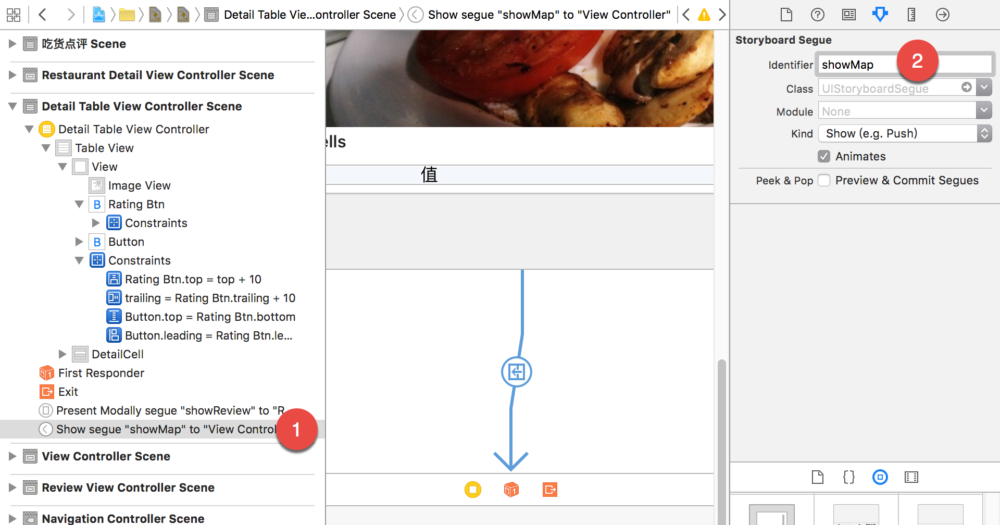 Detail Table Vie...ontroller Scene
Show segue "showMap" to "View Controller"
吃货点评 Scene
Restaurant Detail View Controller Scene
Detail Table View Controller Scene
Detail Table View Controller
Table View
View
Image View
B Rating Btn
Constraints
B Button
Constraints
Rating Btn.top = top + 10
trailing = Rating Btn.trailing + 10
Button.top = Rating Btn.bottom
Button.leading = Rating Btn.le...
DetailCell
1 First Responder
Exit
Present Modally segue "showReview" to "R
Show segue "showMap" to "View Control
1
View Controller Scene
Review View Controller Scene
Navigation Controller Scene
ells
值
1
Storyboard Segue
Identifier showMap
2
Class UIStoryboardSegue
Module None
Kind Show (e.g. Push)
Animates
Peek & Pop Preview & Commit Segues
{}